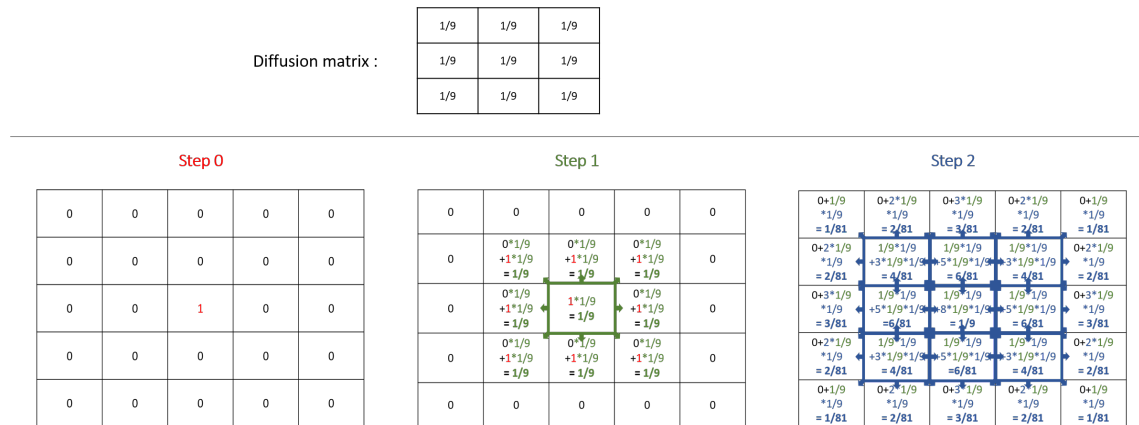 1/9 1/9 1/9
Diffusion matrix : 1/9 1/9 1/9
1/9 1/9 1/9
Step 0 Step 1 Step 2
0 0 0 0 0
0 0 0 0 0
0 0 1 0 0
0 0 0 0 0
0 0 0 0 0
0 0 0 0 0
0 0*1/9 0*1/9 0*1/9 0
+1*1/9 +1*1/9 +1*1/9
= 1/9 = 1/9 = 1/9
0 0*1/9 1*1/9 0*1/9 0
+1*1/9 = 1/9 +1*1/9
= 1/9 = 1/9
0 0*1/9 0*1/9 0*1/9 0
+1*1/9 +1*1/9 +1*1/9
= 1/9 = 1/9 = 1/9
0 0 0 0 0
0+1/9 0+2*1/9 0+3*1/9 0+2*1/9 0+1/9
*1/9 *1/9 *1/9 *1/9 *1/9
= 1/81 = 2/81 = 3/81 = 2/81 = 1/81
0+2*1/9 1/9*1/9 1/9*1/9 1/9*1/9 0+2*1/9
*1/9 +3*1/9*1/9 +5*1/9*1/9 +3*1/9*1/9 *1/9
= 2/81 = 4/81 = 6/81 = 4/81 = 2/81
0+3*1/9 1/9*1/9 1/9*1/9 1/9*1/9 0+3*1/9
*1/9 +5*1/9*1/9 +8*1/9*1/9 +5*1/9*1/9 *1/9
= 3/81 =6/81 = 1/9 = 6/81 = 3/81
0+2*1/9 1/9*1/9 1/9*1/9 1/9*1/9 0+2*1/9
*1/9 +3*1/9*1/9 +5*1/9*1/9 +3*1/9*1/9 *1/9
= 2/81 = 4/81 =6/81 = 4/81 = 2/81
0+1/9 0+2*1/9 0+3*1/9 0+2*1/9 0+1/9
*1/9 *1/9 *1/9 *1/9 *1/9
= 1/81 = 2/81 = 3/81 = 2/81 = 1/81